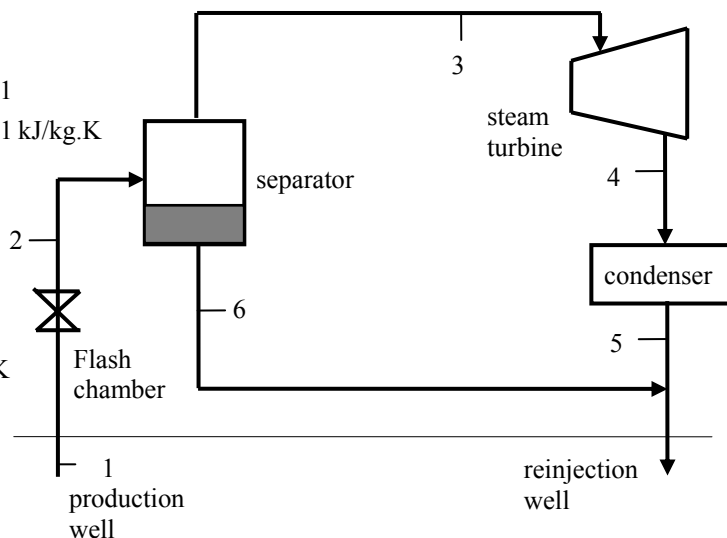 3
1
1 kJ/kg.K
steam
turbine
separator
4
2
condenser
6
5
K
Flash
chamber
1
production
well
reinjection
well